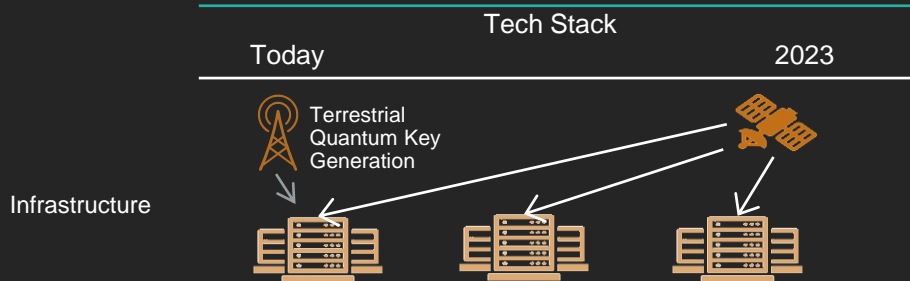 Tech Stack
Today
2023
Terrestrial
Quantum Key
Generation
Infrastructure